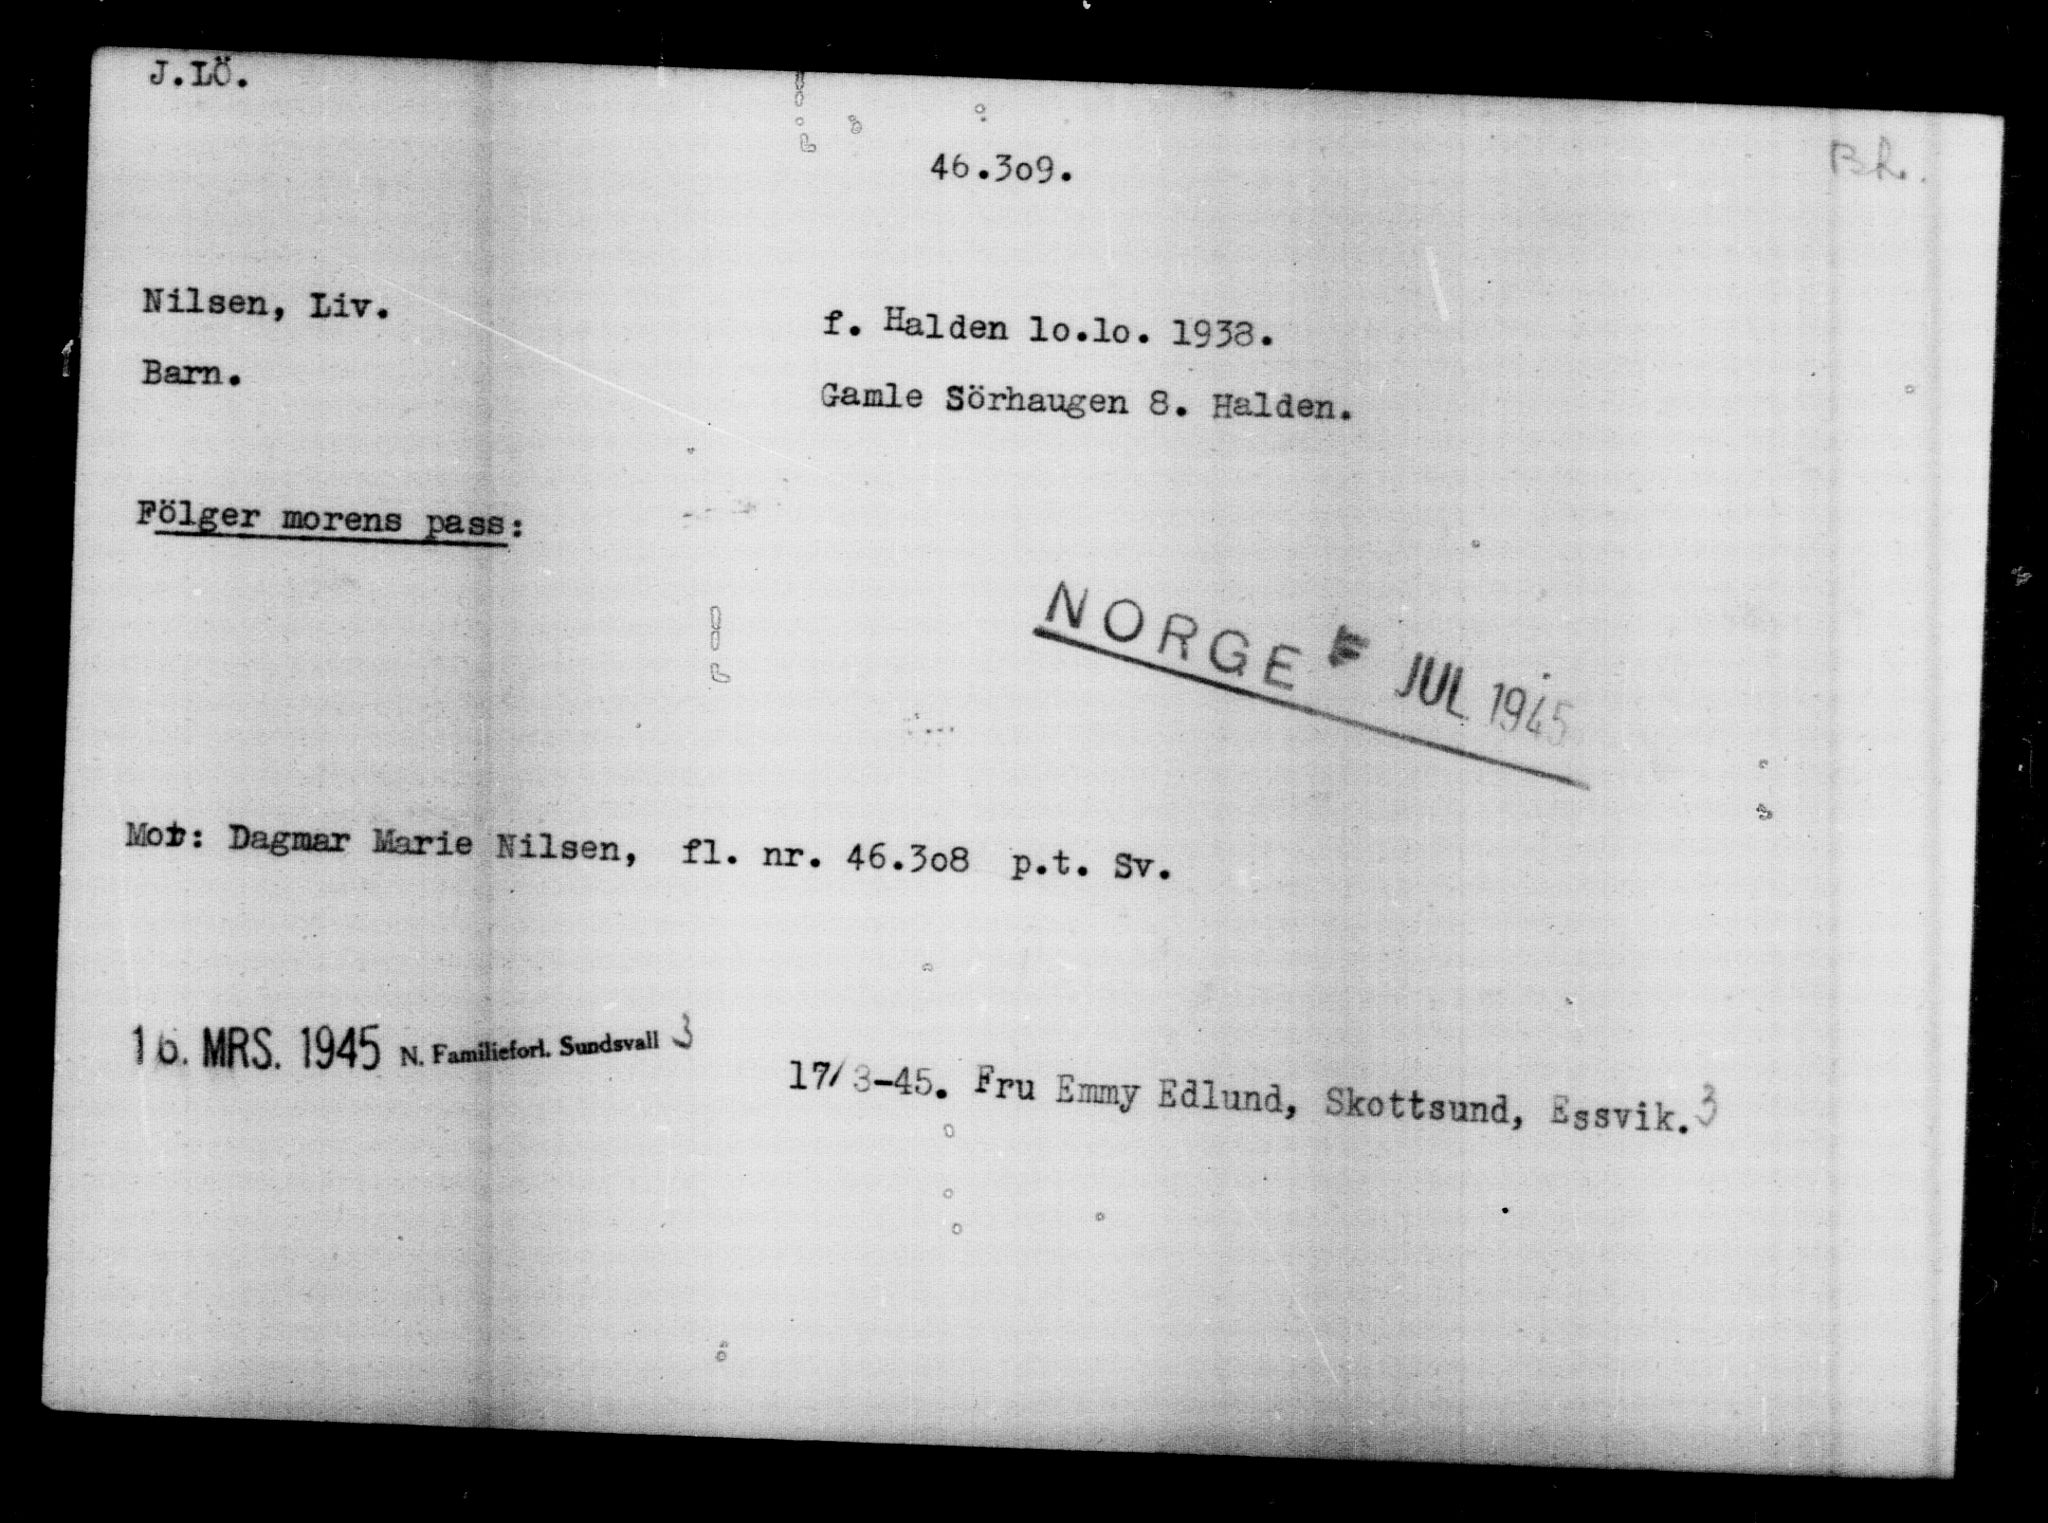 J.LÖ.
46.3o9.
Bh.
Nilsen, Liv.
f. Halden lo.lo. 1938.
Barn.
Gamle Sörhaugen 8. Halden.
Fölger morens pass:
NORGE JUL 1945
Mor: Dagmar Marie Nilsen, fl. nr. 46.3o8 p.t. Sv.
16. MRS. 1945 N. Familieforl. Sundsvall 3
17/3-45. Fru Emmy Edlund, Skottsund, Essvik. 3